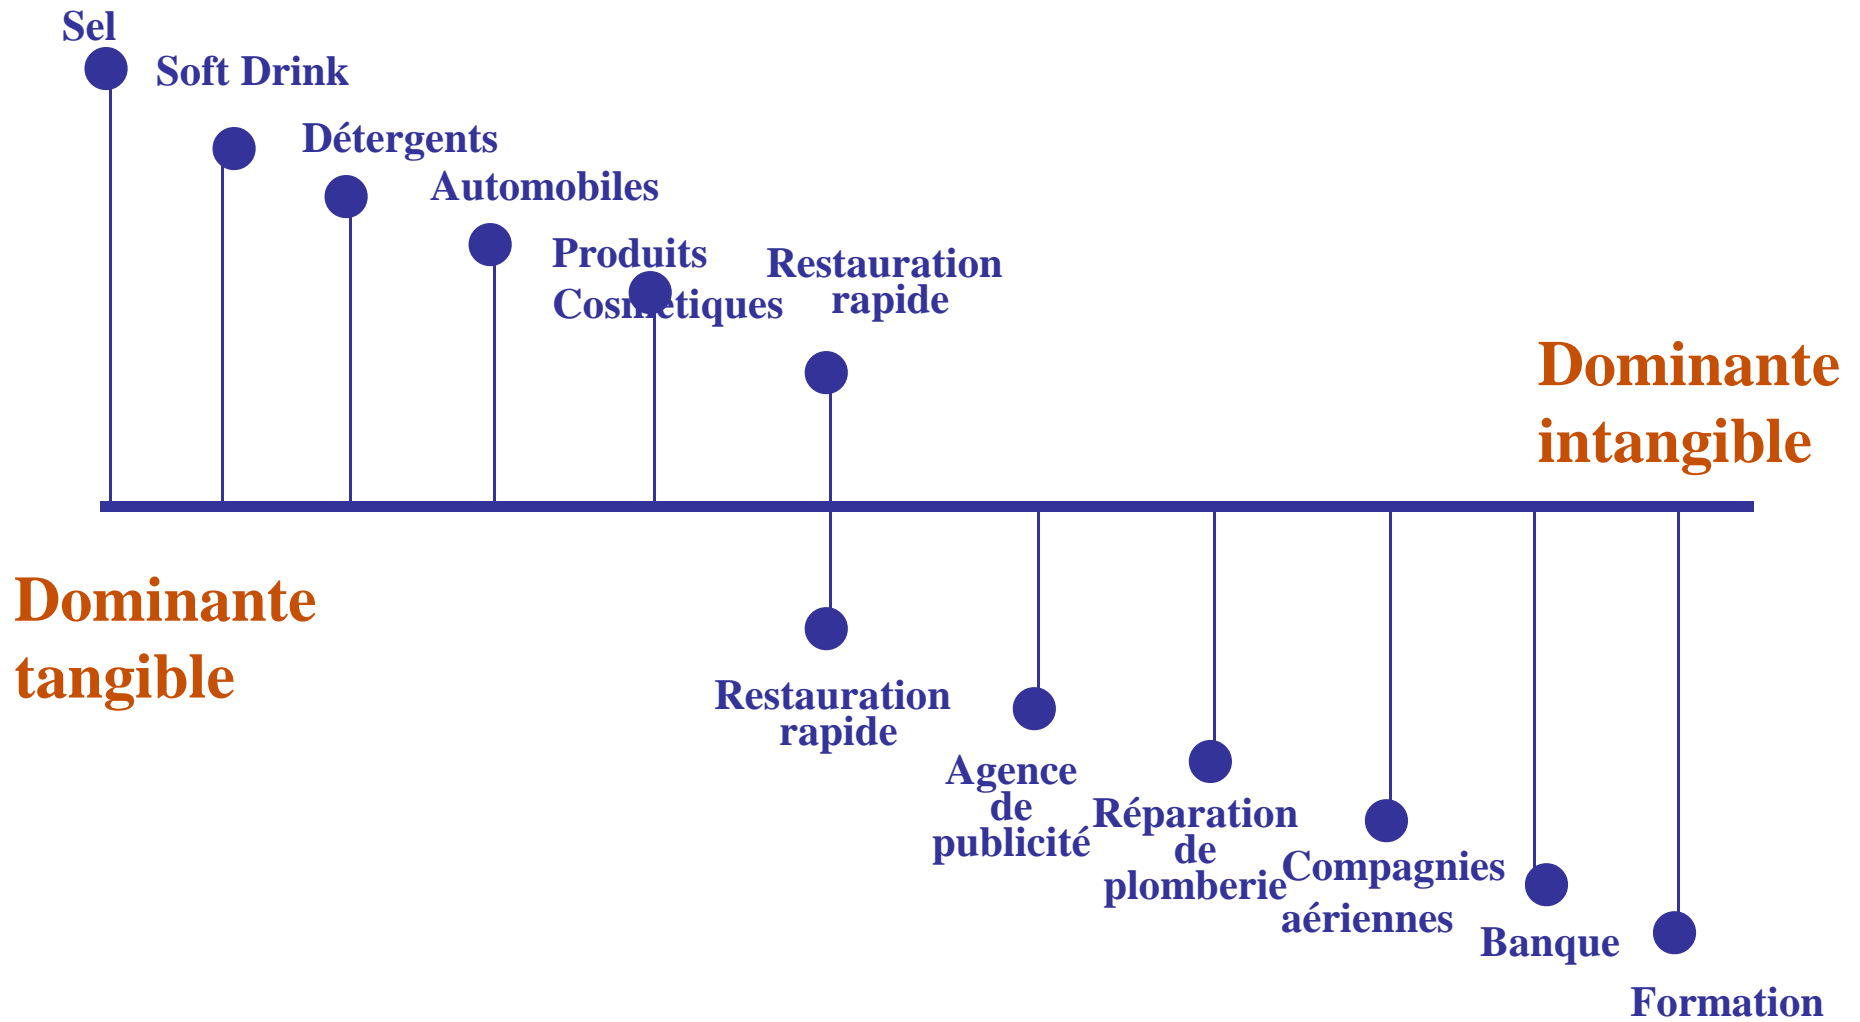 Sel
Soft Drink
Détergents
Automobiles
Produits
Cosmétiques
Restauration
rapide
Dominante
intangible
Dominante
tangible
Restauration
rapide
Agence
de
publicité
Réparation
de
plomberie
Compagnies
aériennes
Banque
Formation